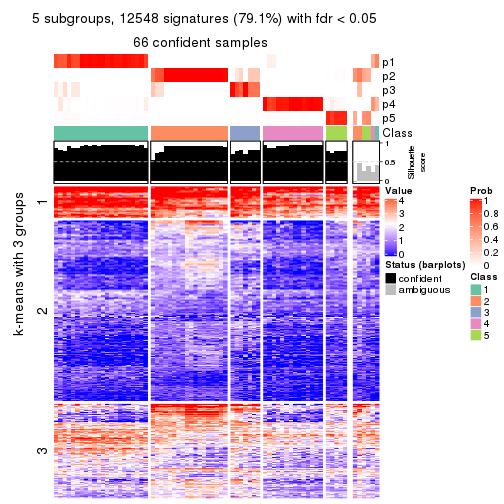 5 subgroups, 12548 signatures (79.1%) with fdr < 0.05
66 confident samples
p1
p2
p3
p4
p5
Class
1
0.5
0
Silhouette
score
k-means with 3 groups
1
2
3
Value
4
3
2
1
0
Status (barplots)
confident
ambiguous
Prob
1
0.8
0.6
0.4
0.2
0
Class
1
2
3
4
5